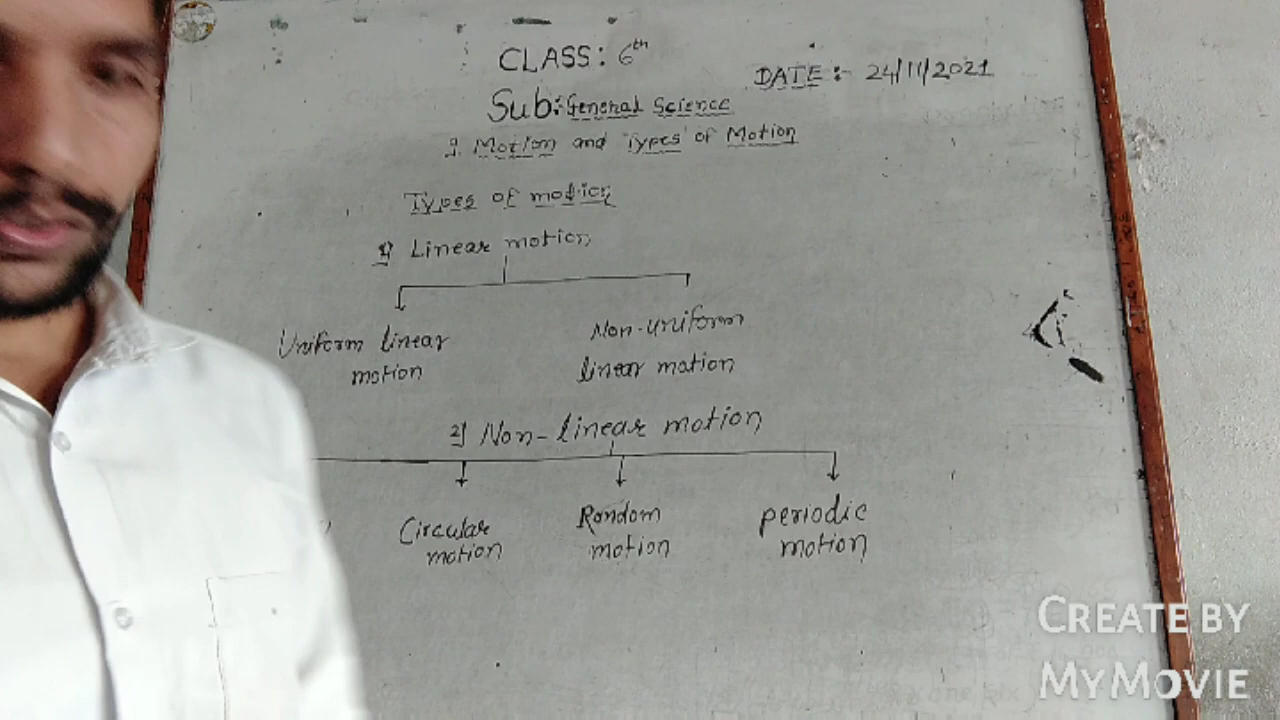 CLASS: 6th
DATE:- 24/11/2021
Sub: General Science
9. Motion and Types of Motion
Types of motion
1) Linear motion
Uniform linear
motion
Non-uniform
linear motion
2) Non-linear motion
Circular
motion
Random
motion
periodic
motion
CREATE BY
MYMOVIE